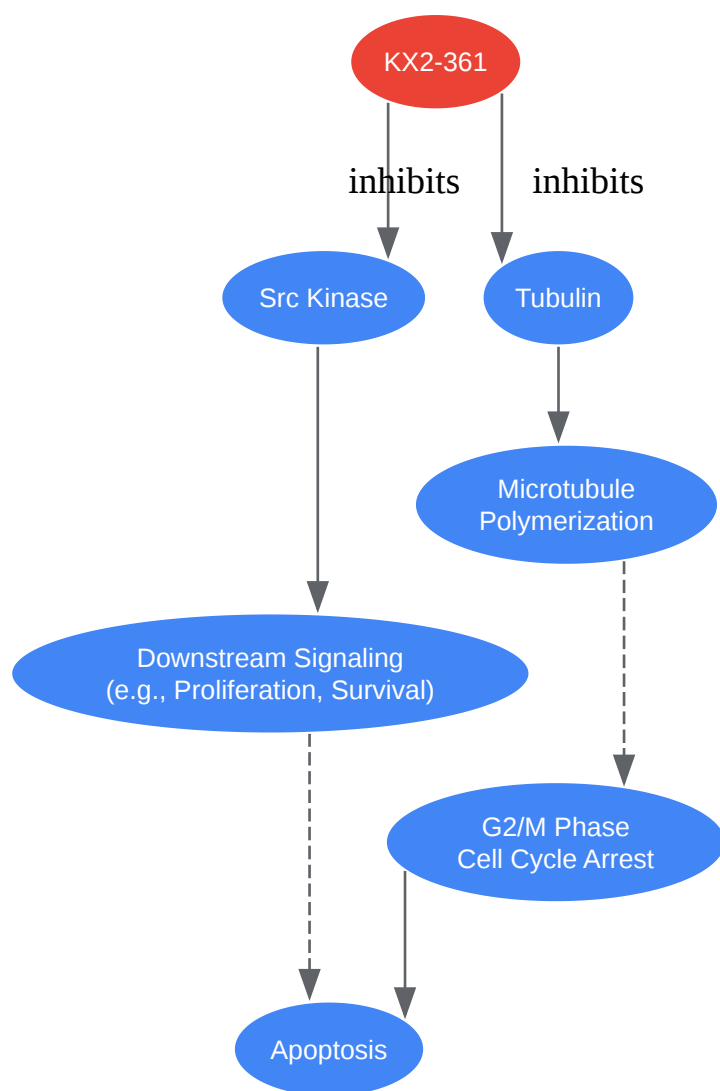 KX2-361
inhibits
inhibits
Src Kinase
Tubulin
Microtubule
Polymerization
Downstream Signaling
(e.g., Proliferation, Survival)
G2/M Phase
Cell Cycle Arrest
Apoptosis